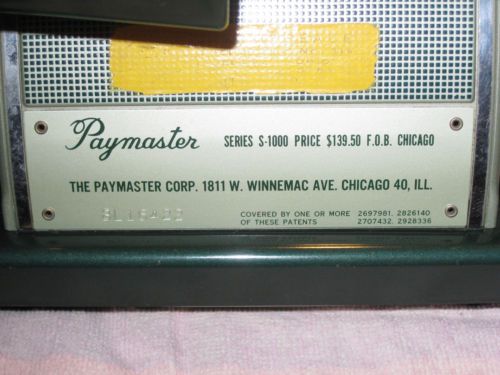 Paymaster SERIES S-1000 PRICE $139.50 F.O.B. CHICAGO
THE PAYMASTER CORP. 1811 W. WINNEMAC AVE. CHICAGO 40, ILL.
COVERED BY ONE OR MORE 2697981, 2826140
OF THESE PATENTS 2707432, 2928336